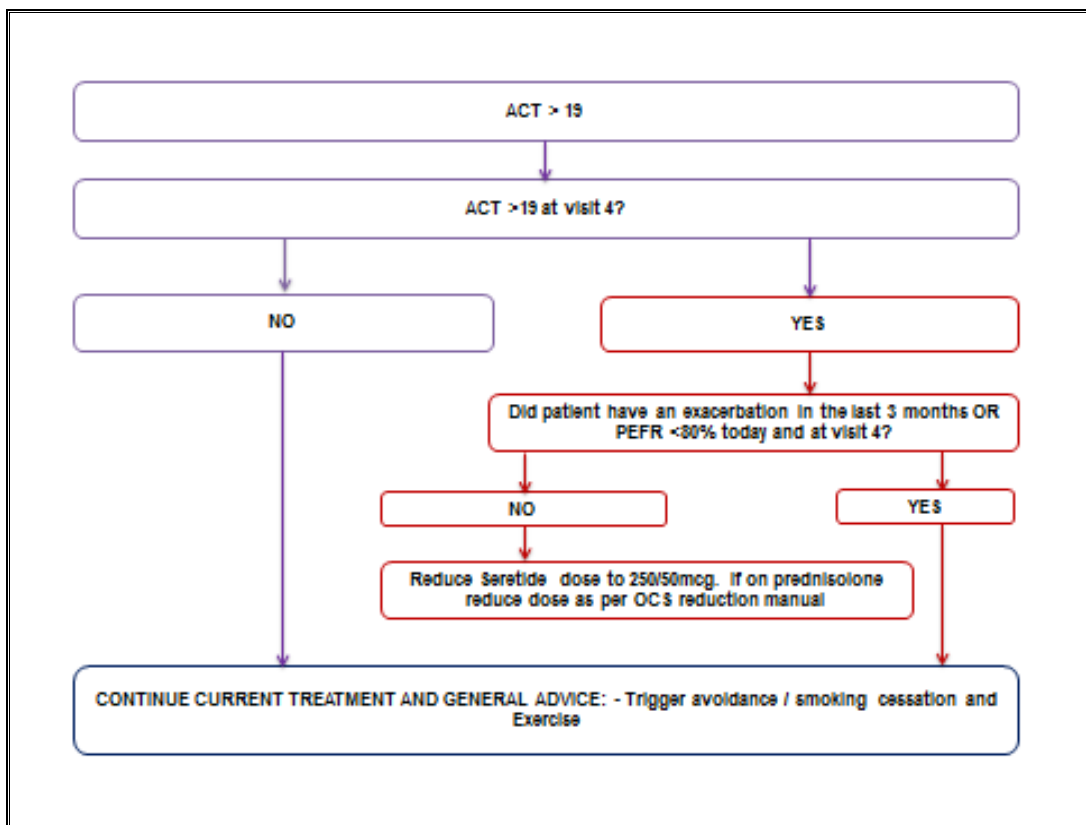 ACT > 19
ACT >19 at visit 4?
NO
YES
Did patient have an exacerbation in the last 3 months OR
PEFR <80% today and at visit 4?
NO
YES
Reduce Seretide dose to 250/50mcg. If on prednisolone
reduce dose as per OCS reduction manual
CONTINUE CURRENT TREATMENT AND GENERAL ADVICE: - Trigger avoidance / smoking cessation and
Exercise